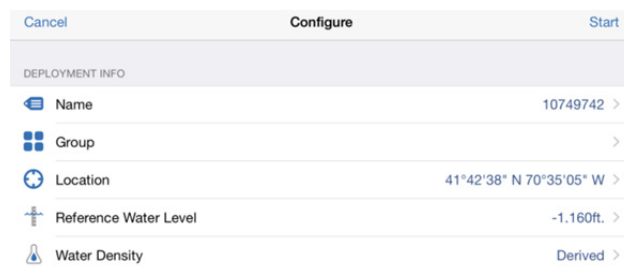 Cancel Configure Start
DEPLOYMENT INFO
Name 10749742
Group
Location 41°42'38" N 70°35'05" W
Reference Water Level -1.160ft.
Water Density Derived